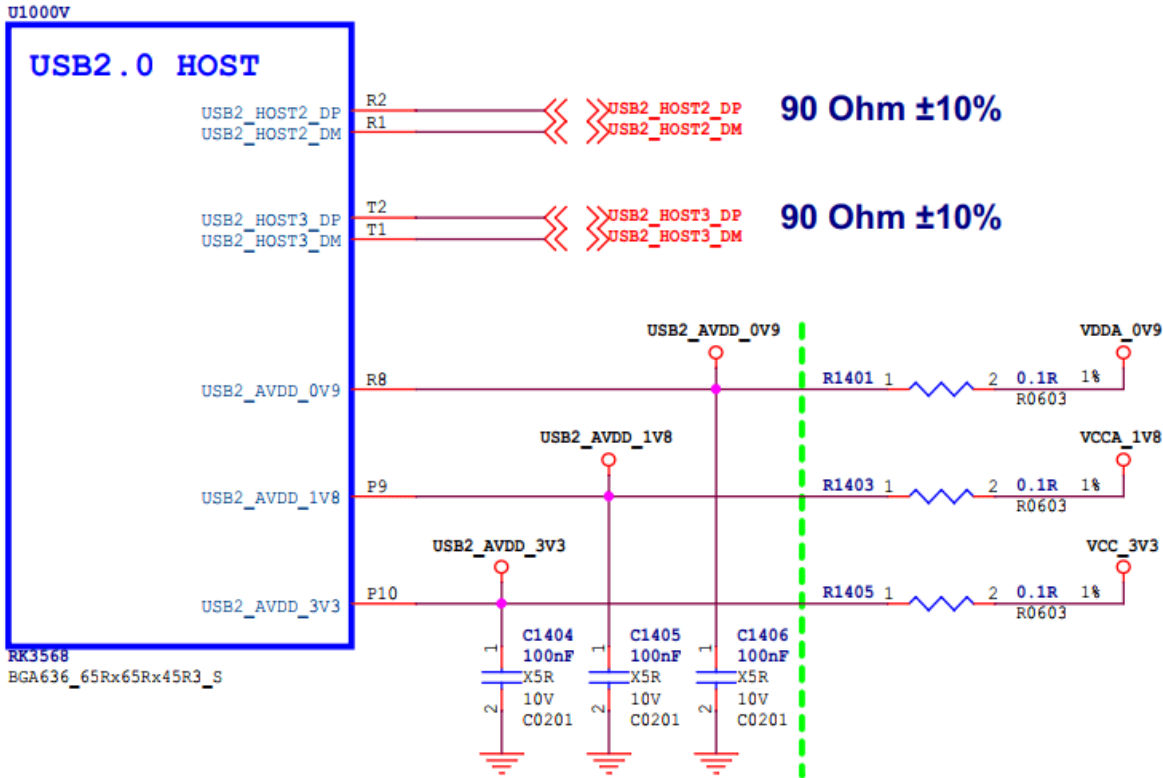 U1000V
USB2.0 HOST
USB2_HOST2_DP R2 USB2_HOST2_DP 90 Ohm ±10%
USB2_HOST2_DM R1 USB2_HOST2_DM
USB2_HOST3_DP T2 USB2_HOST3_DP 90 Ohm ±10%
USB2_HOST3_DM T1 USB2_HOST3_DM
USB2_AVDD_0V9 VDDA_0V9
USB2_AVDD_0V9 R8 R1401 1 2 0.1R 1%
R0603
USB2_AVDD_1V8 VCCA_1V8
USB2_AVDD_1V8 P9 R1403 1 2 0.1R 1%
R0603
USB2_AVDD_3V3 VCC_3V3
USB2_AVDD_3V3 P10 R1405 1 2 0.1R 1%
R0603
C1404 C1405 C1406
1 100nF 1 100nF 1 100nF
X5R X5R X5R
2 10V 2 10V 2 10V
C0201 C0201 C0201
RK3568
BGA636_65Rx65Rx45R3_S